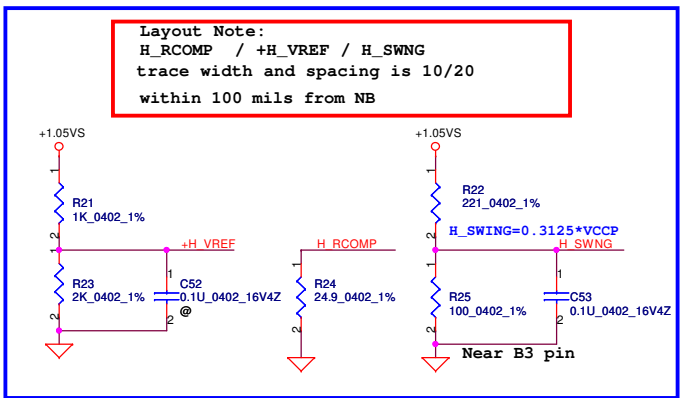 Layout Note:
H_RCOMP / +H_VREF / H_SWNG
trace width and spacing is 10/20
within 100 mils from NB
+1.05VS
1
R21
1K_0402_1%
2
+H_VREF
1
R23
2K_0402_1%
2
1
C52
0.1U_0402_16V4Z
@
2
H_RCOMP
1
R24
24.9_0402_1%
2
+1.05VS
1
R22
221_0402_1%
2
H_SWING=0.3125*VCCP
H_SWNG
1
R25
100_0402_1%
2
1
C53
0.1U_0402_16V4Z
2
Near B3 pin